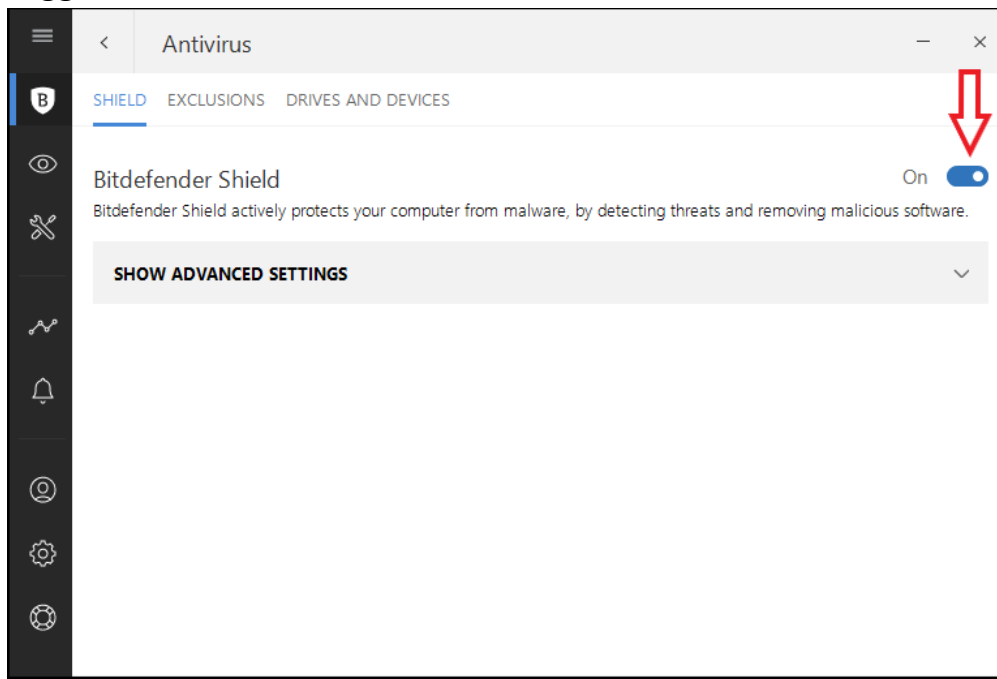 Antivirus
SHIELD EXCLUSIONS DRIVES AND DEVICES
Bitdefender Shield
On
Bitdefender Shield actively protects your computer from malware, by detecting threats and removing malicious software.
SHOW ADVANCED SETTINGS
B